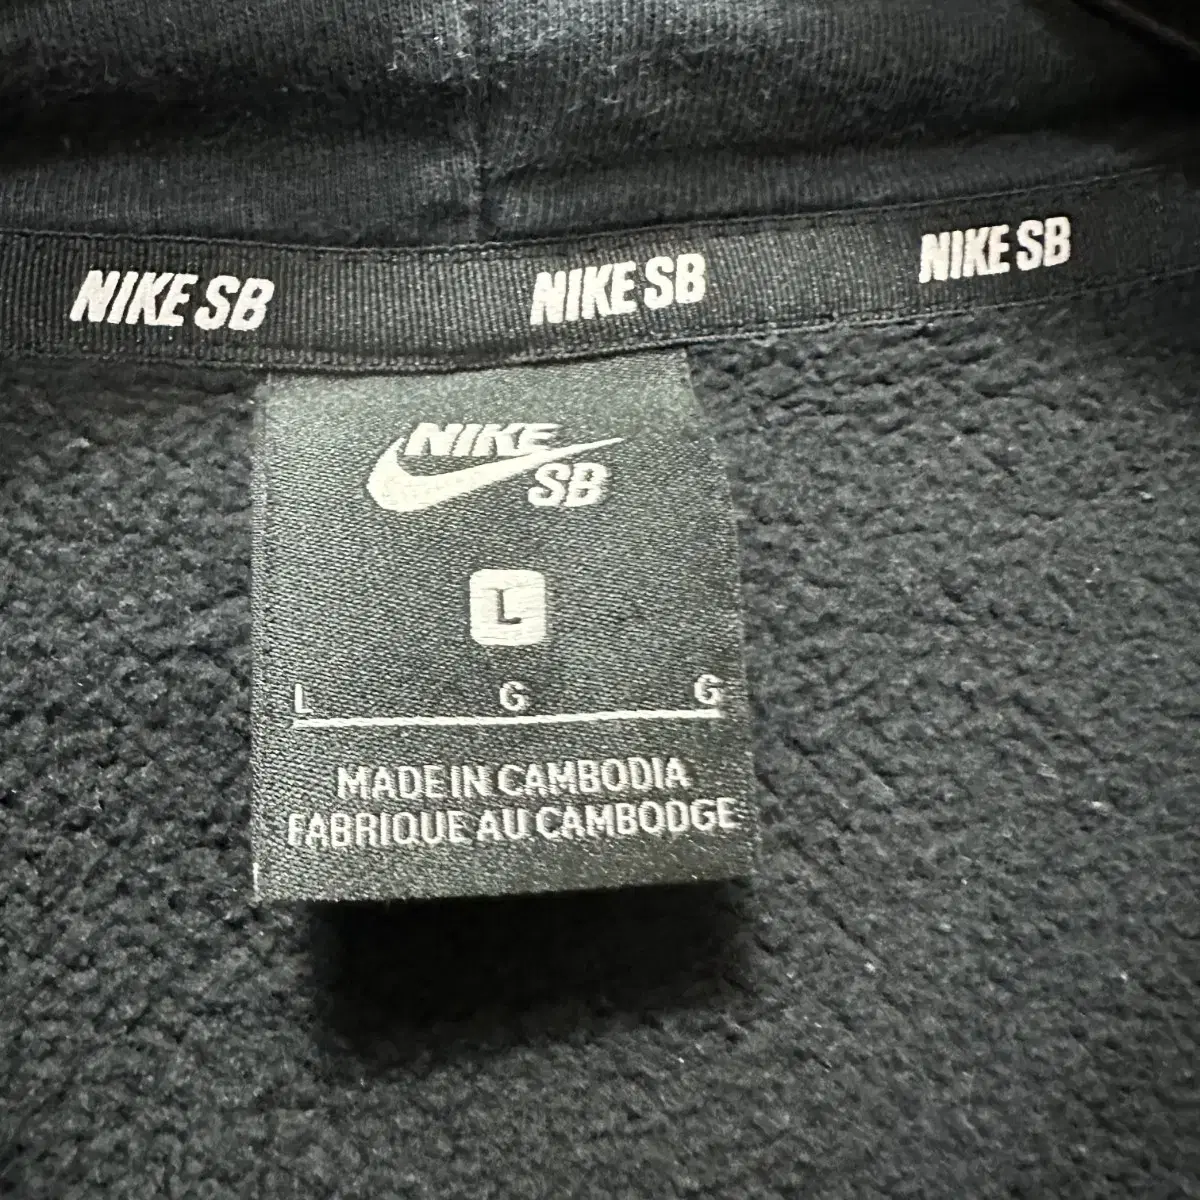 NIKE SB NIKE SB NIKE SB
NIKE
SB
L
L G G
MADE IN CAMBODIA
FABRIQUE AU CAMBODGE